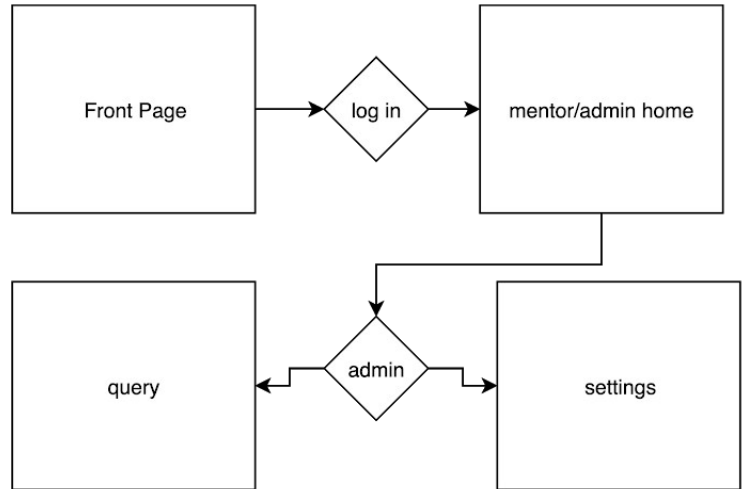 Front Page
log in
mentor/admin home
query
admin
settings